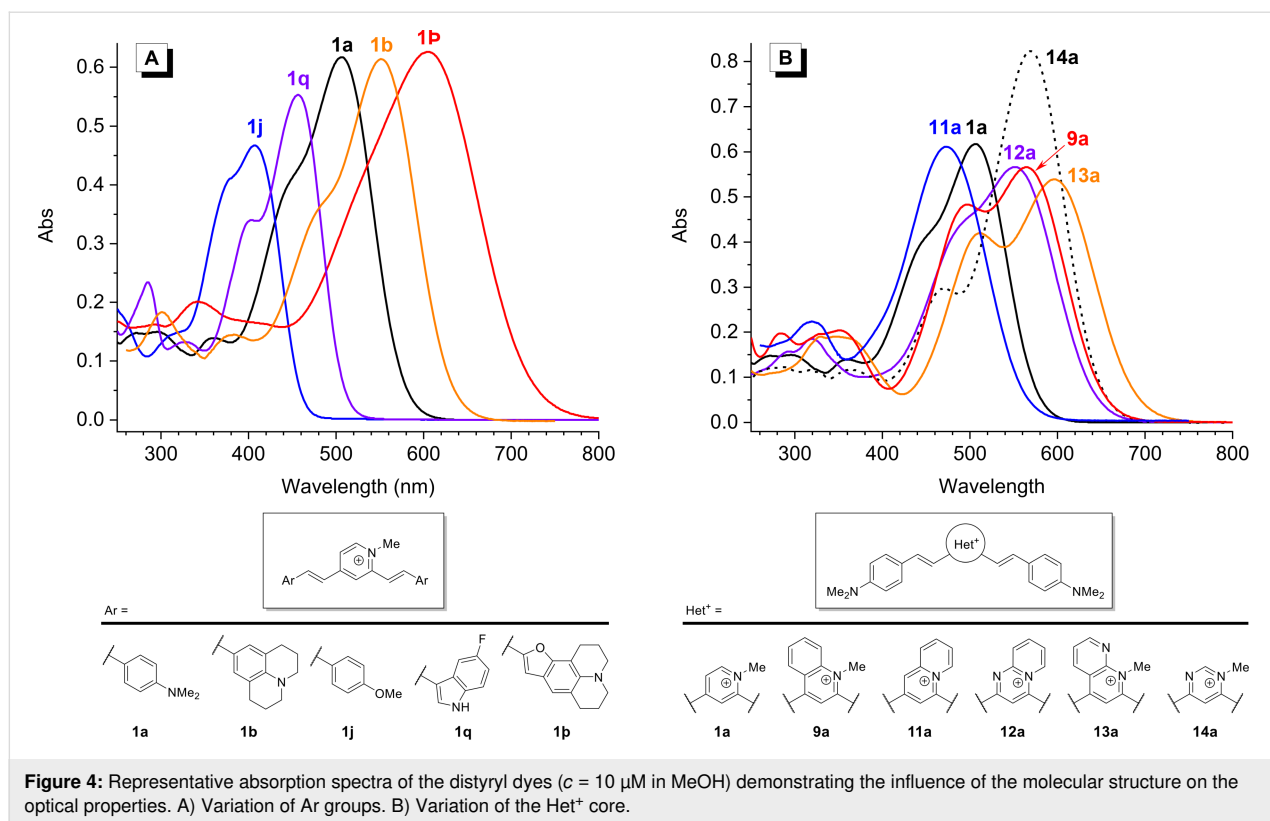 A
1j
1q
1a
1b
1Þ
0.6
0.5
0.4
0.3
0.2
0.1
0.0
Abs
300 400 500 600 700 800
Wavelength (nm)
B
14a
11a 1a
12a
9a
13a
0.8
0.7
0.6
0.5
0.4
0.3
0.2
0.1
0.0
Abs
300 400 500 600 700 800
Wavelength
Me
N
+
Ar
Ar
Ar =
NMe2
N
OMe
F
NH
O
N
1a 1b 1j 1q 1þ
Het+
Me2N
NMe2
Het+ =
N Me
+
N Me
+
N
+
N N
+
N
N Me
+
N N Me
+
1a 9a 11a 12a 13a 14a
Figure 4: Representative absorption spectra of the distyryl dyes (c = 10 µM in MeOH) demonstrating the influence of the molecular structure on the
optical properties. A) Variation of Ar groups. B) Variation of the Het+ core.